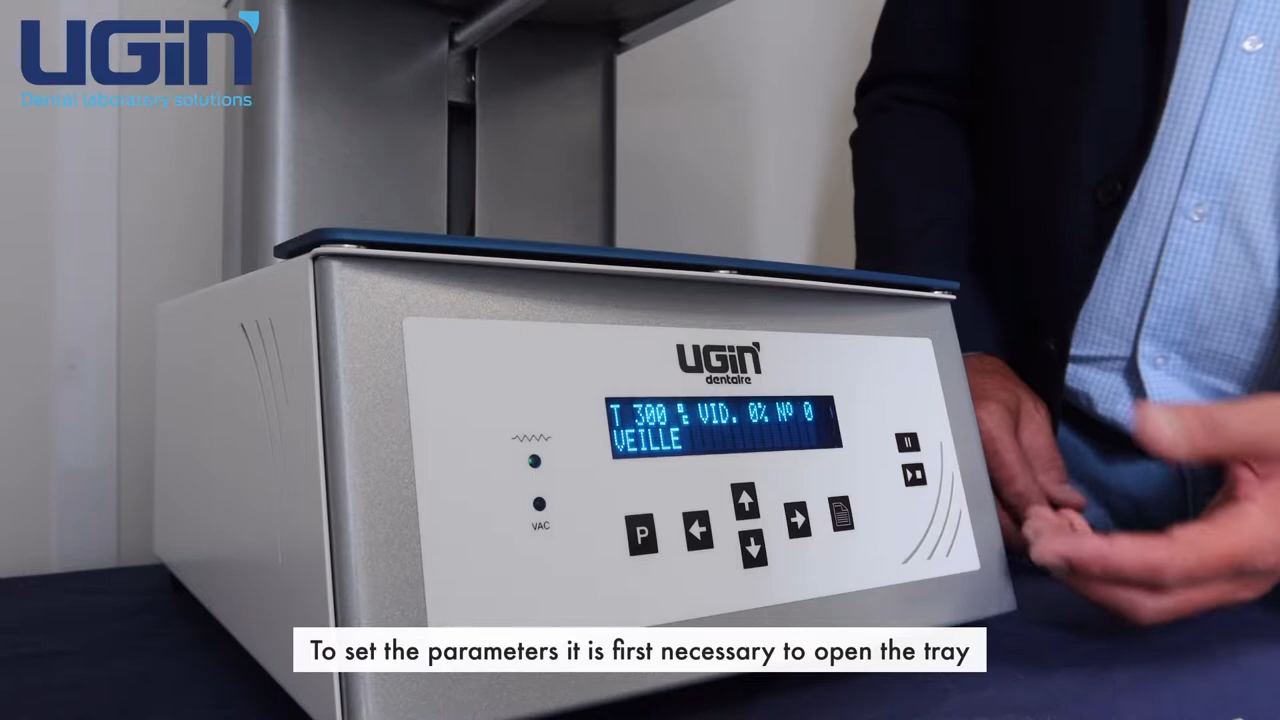 UGiN
Dental laboratory solutions
UGiN
dentaire
T 300 °C VID. 0% Nº 0
VEILLE
VAC
P
To set the parameters it is first necessary to open the tray